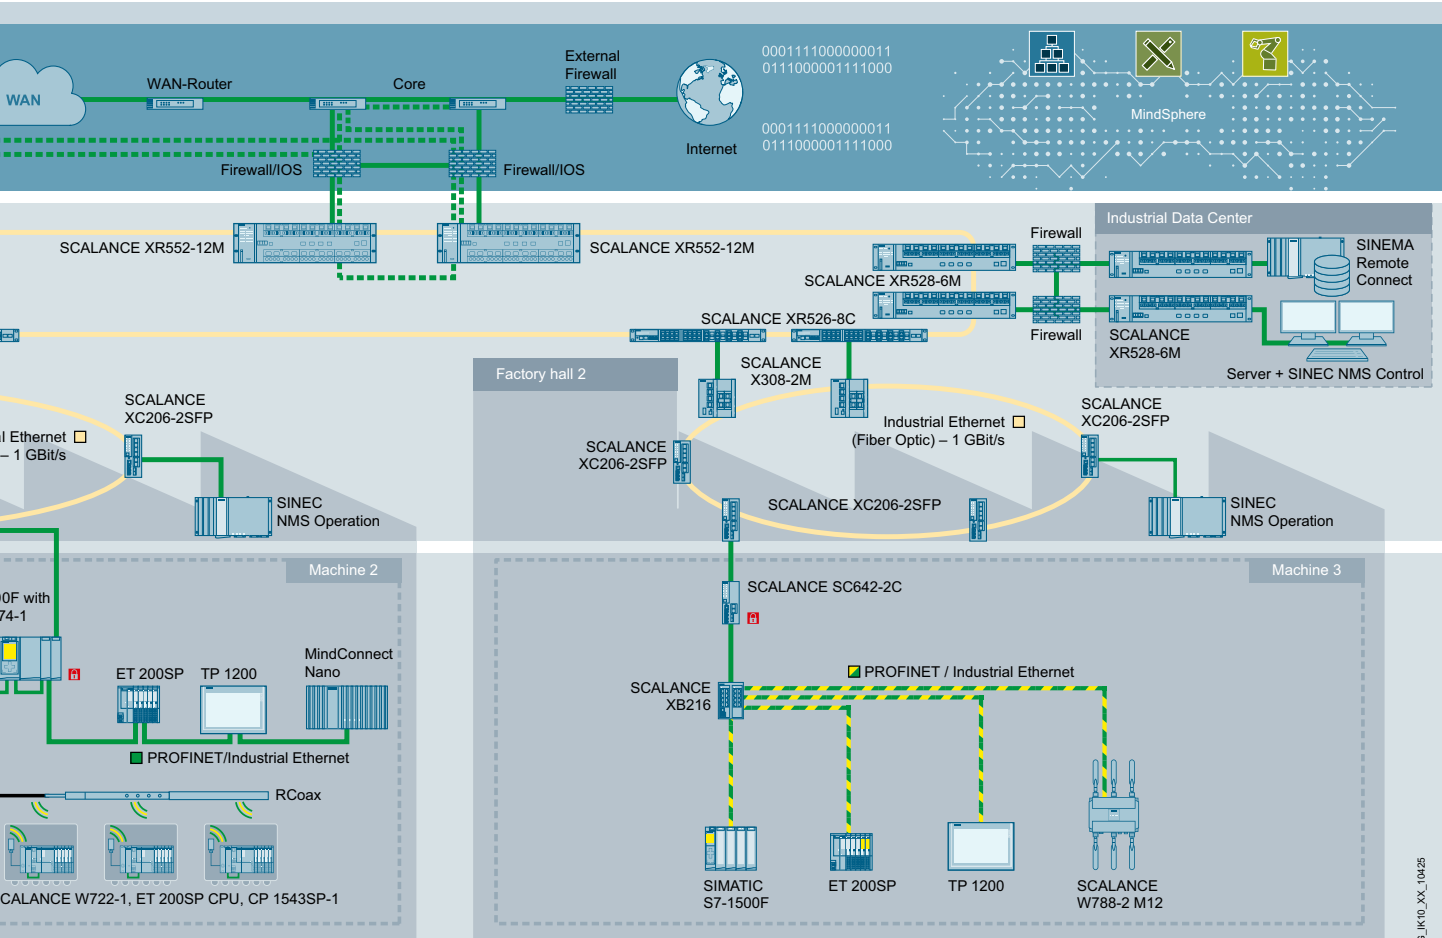 WAN
WAN-Router
Core
External
Firewall
Internet
0001111000000011
0111000001111000
0001111000000011
0111000001111000
MindSphere
Firewall/IOS
Firewall/IOS
SCALANCE XR552-12M
SCALANCE XR552-12M
Firewall
Industrial Data Center
SINEMA
Remote
Connect
SCALANCE XR528-6M
SCALANCE XR526-8C
Firewall
SCALANCE
XR528-6M
Server + SINEC NMS Control
Factory hall 2
SCALANCE
X308-2M
SCALANCE
XC206-2SFP
l Ethernet
– 1 GBit/s
SCALANCE
XC206-2SFP
Industrial Ethernet
(Fiber Optic) – 1 GBit/s
SCALANCE
XC206-2SFP
SCALANCE XC206-2SFP
SINEC
NMS Operation
SINEC
NMS Operation
Machine 2
Machine 3
0F with
74-1
SCALANCE SC642-2C
ET 200SP
TP 1200
MindConnect
Nano
PROFINET/Industrial Ethernet
PROFINET / Industrial Ethernet
SCALANCE
XB216
RCoax
CALANCE W722-1, ET 200SP CPU, CP 1543SP-1
SIMATIC
S7-1500F
ET 200SP
TP 1200
SCALANCE
W788-2 M12
_IK10_XX_10425